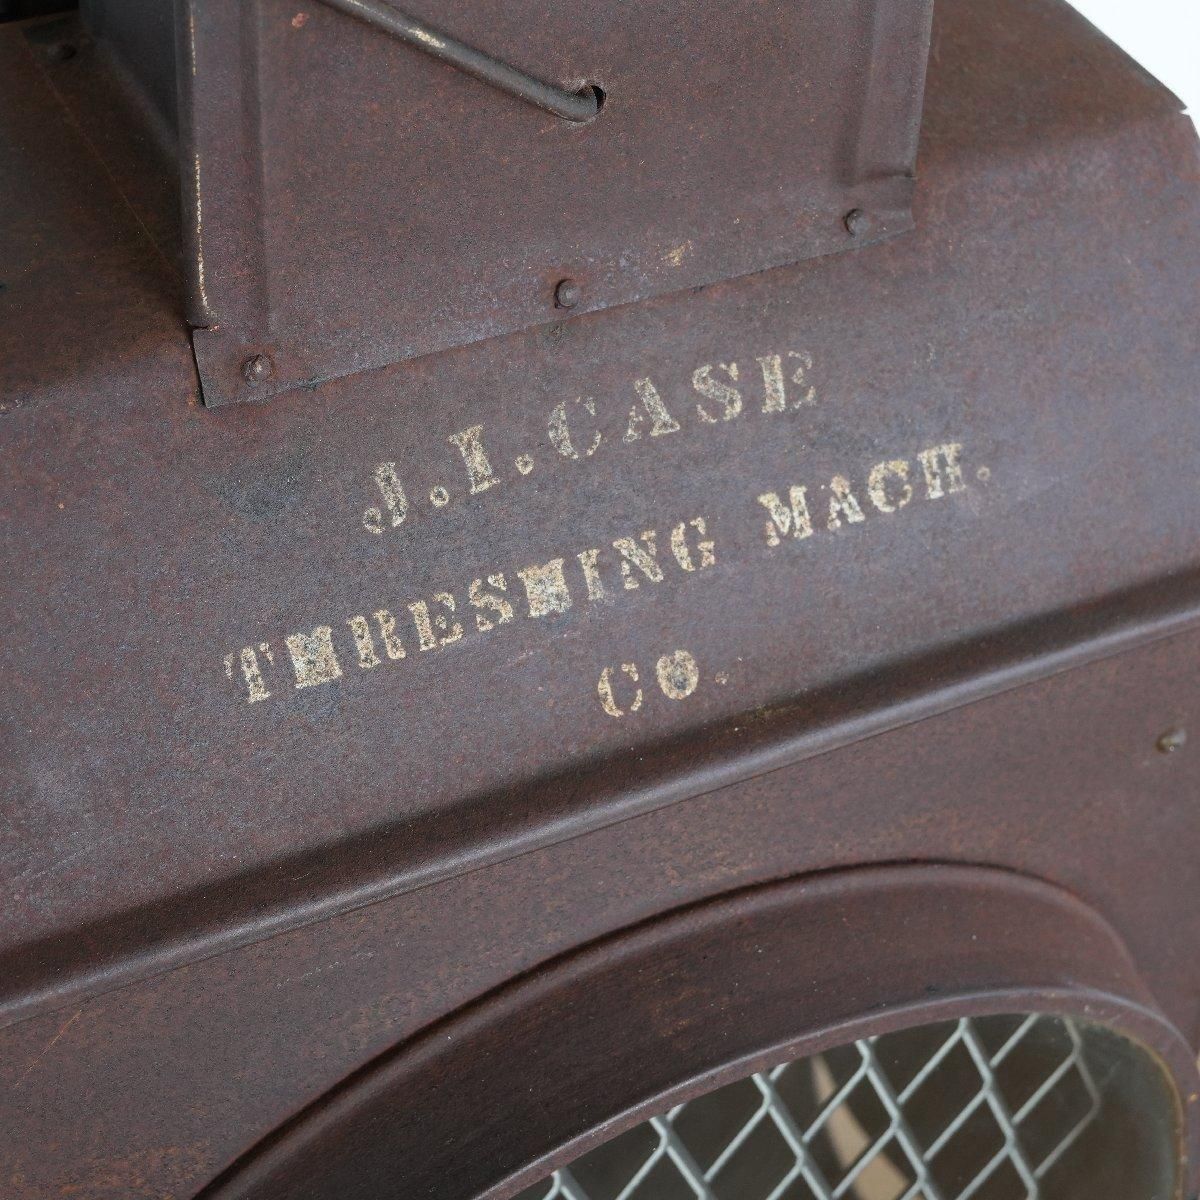 J.I. CASE
THRESHING MACH.
CO.